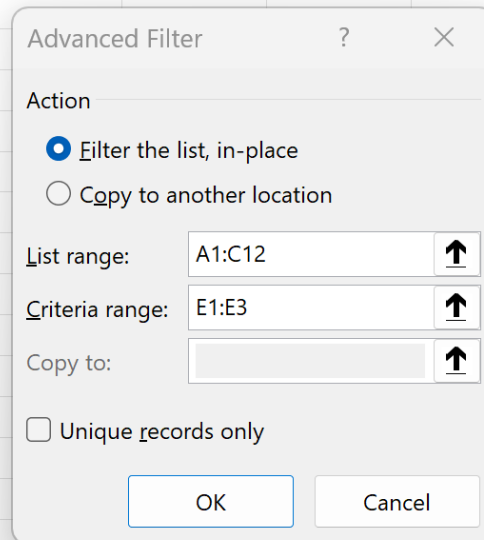 Advanced Filter ? ×
Action
Filter the list, in-place
Copy to another location
List range: A1:C12
Criteria range: E1:E3
Copy to:
Unique records only
OK Cancel